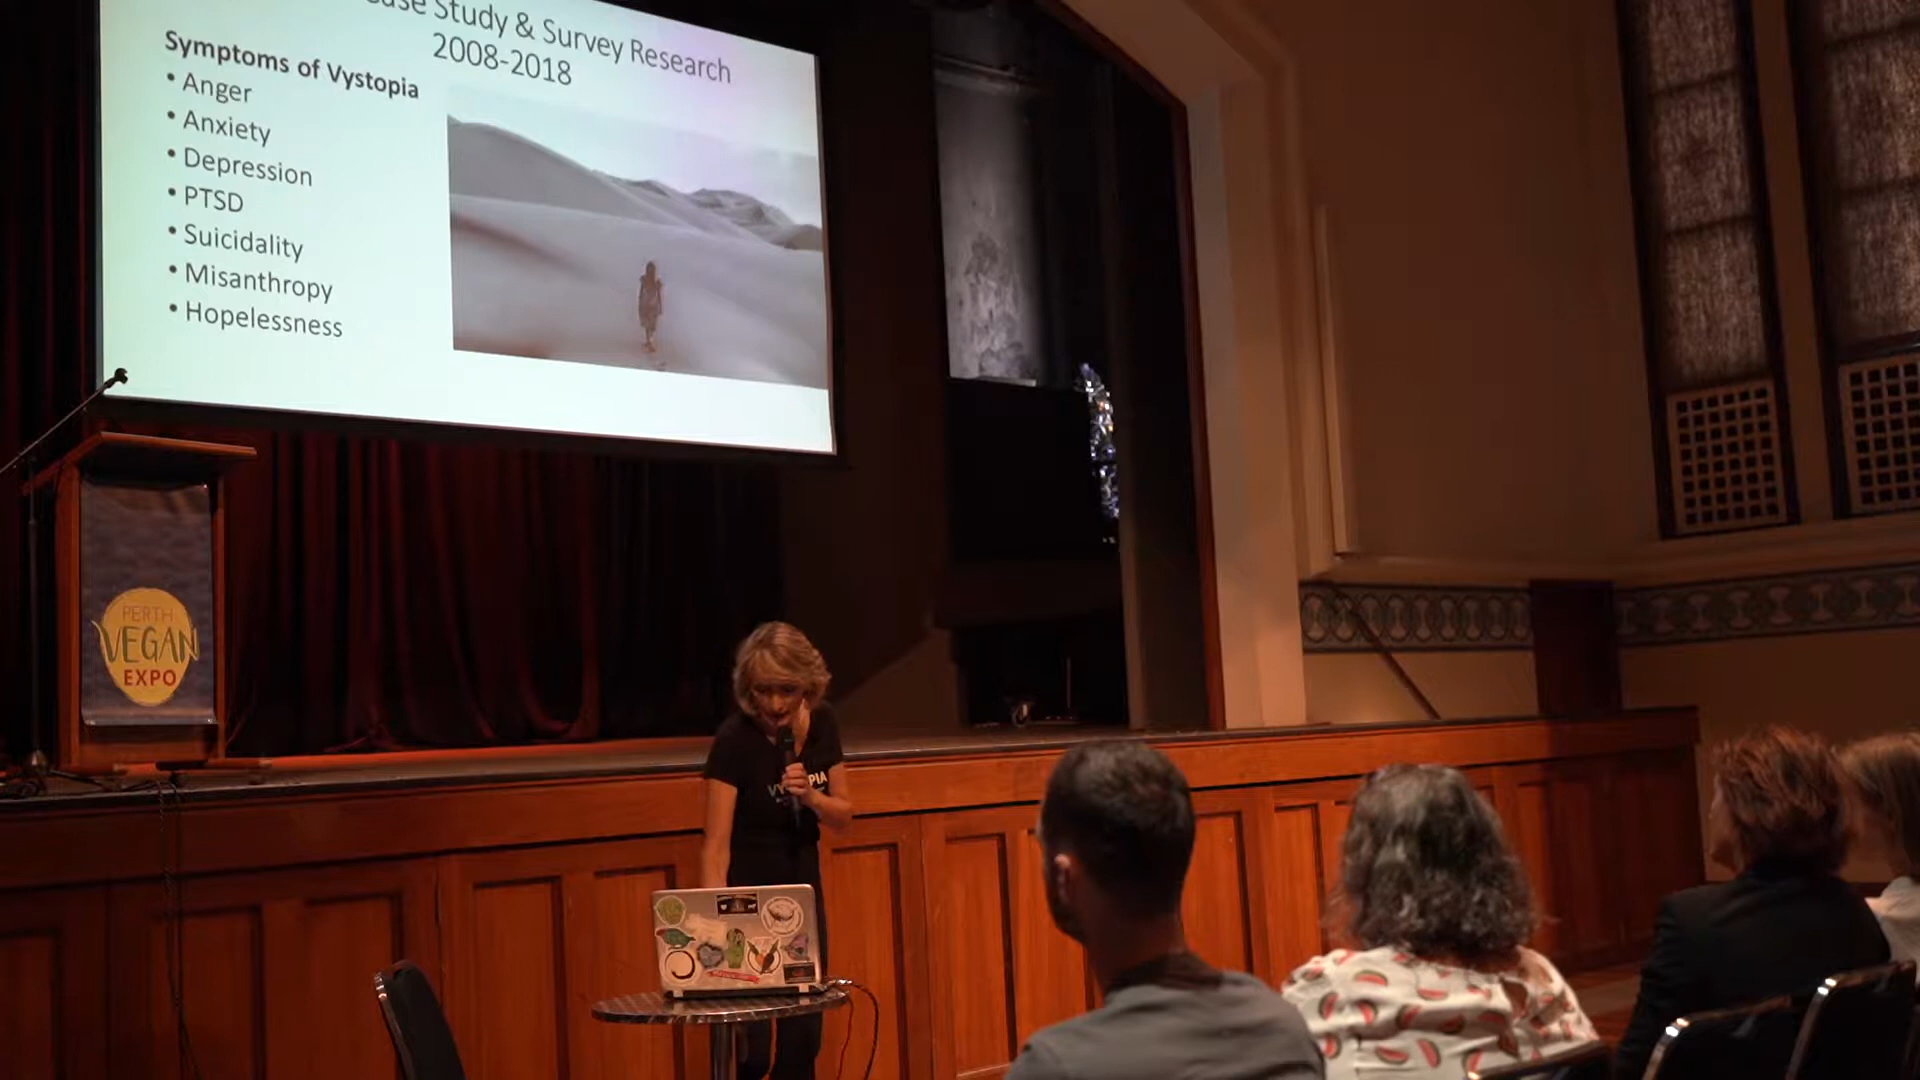 Study & Survey Research
2008-2018
Symptoms of Vystopia
• Anger
• Anxiety
• Depression
• PTSD
• Suicidality
• Misanthropy
• Hopelessness
PERTH
VEGAN
EXPO